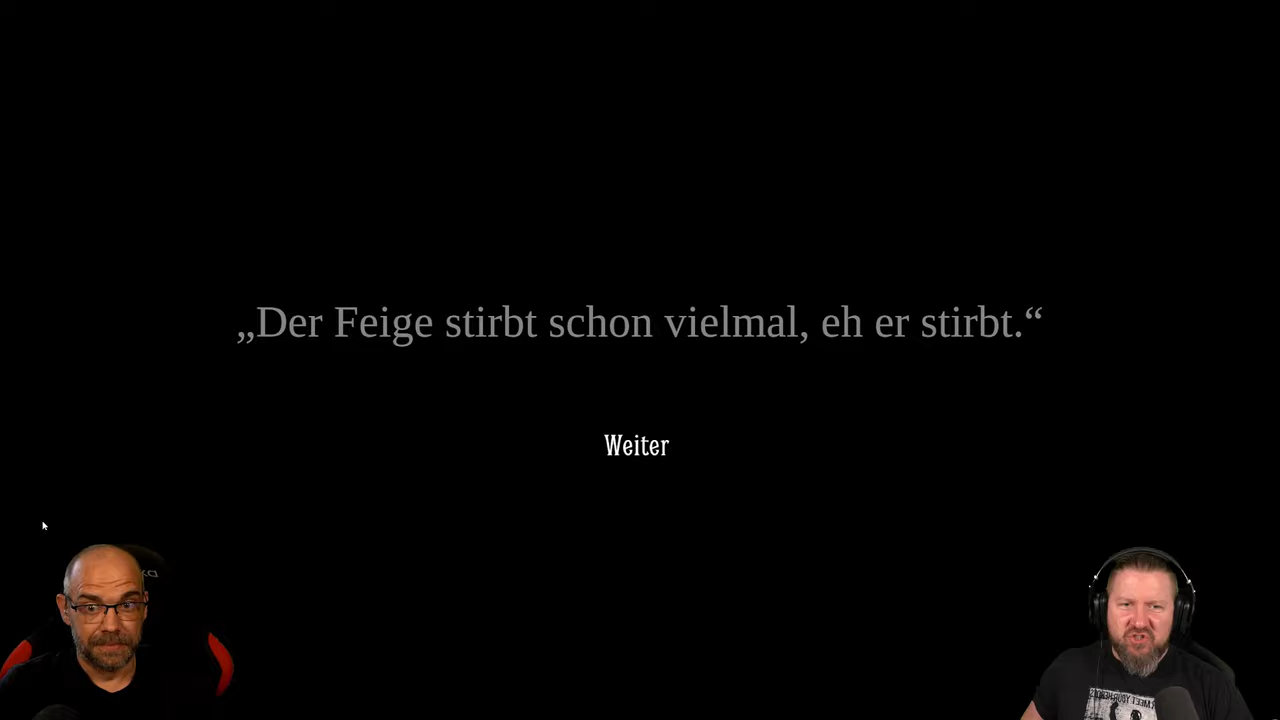 „Der Feige stirbt schon vielmal, eh er stirbt.“
Weiter